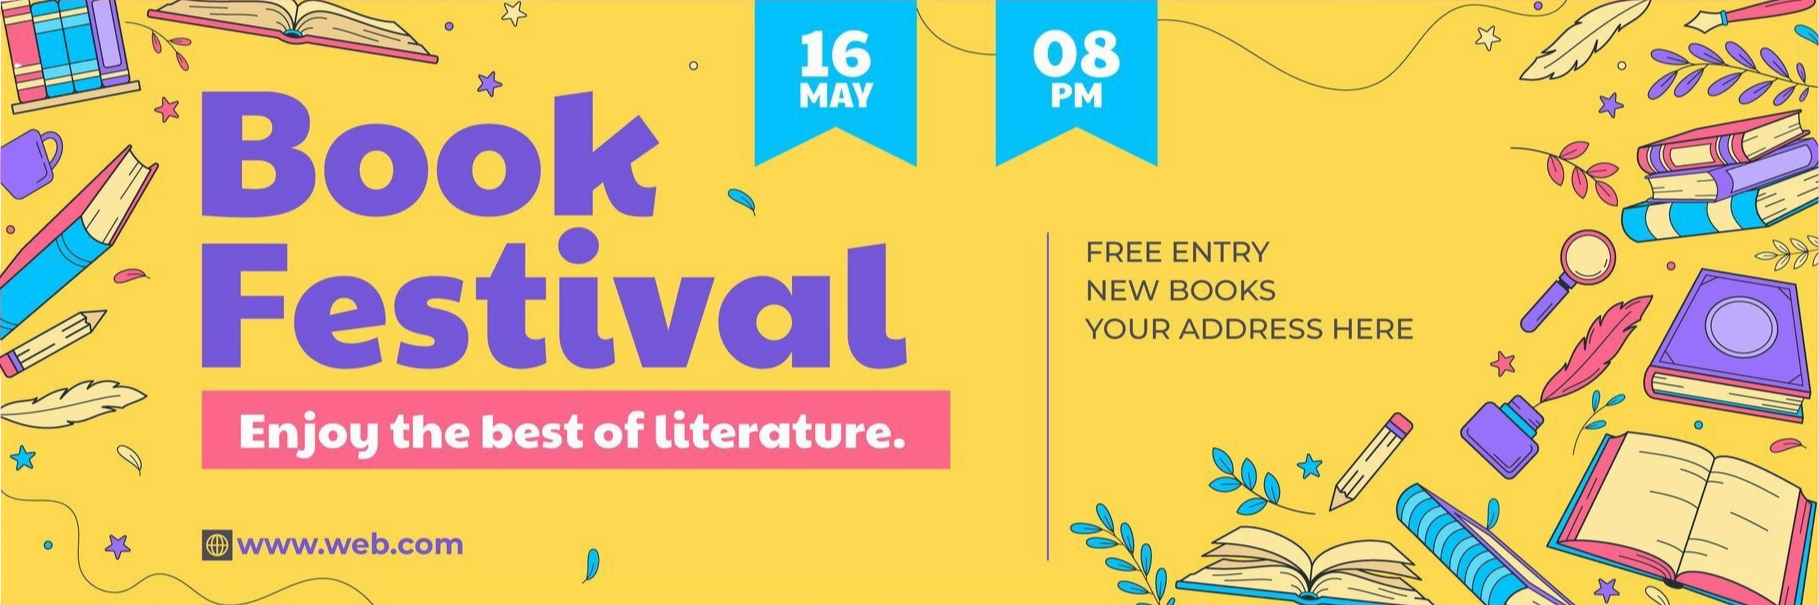 16
MAY
08
PM
Book
Festival
Enjoy the best of literature.
FREE ENTRY
NEW BOOKS
YOUR ADDRESS HERE
www.web.com